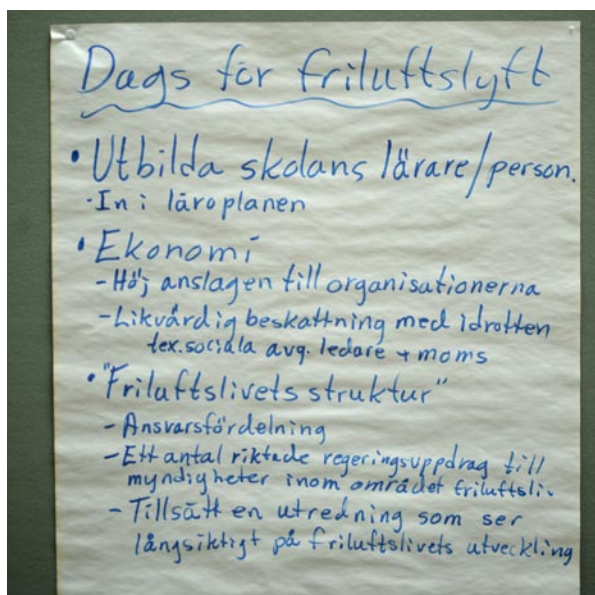 Dags för friluftslyft
• Utbilda skolans lärare/person.
- In i läroplanen
• Ekonomi
- Höj anslagen till organisationerna
- Likvärdig beskattning med idrotten
tex. sociala avg. ledare + moms
• "Friluftslivets struktur"
- Ansvarsfördelning
- Ett antal riktade regeringsuppdrag till
myndigheter inom området friluftsliv.
- Tillsätt en utredning som ser
långsiktigt på friluftslivets utveckling